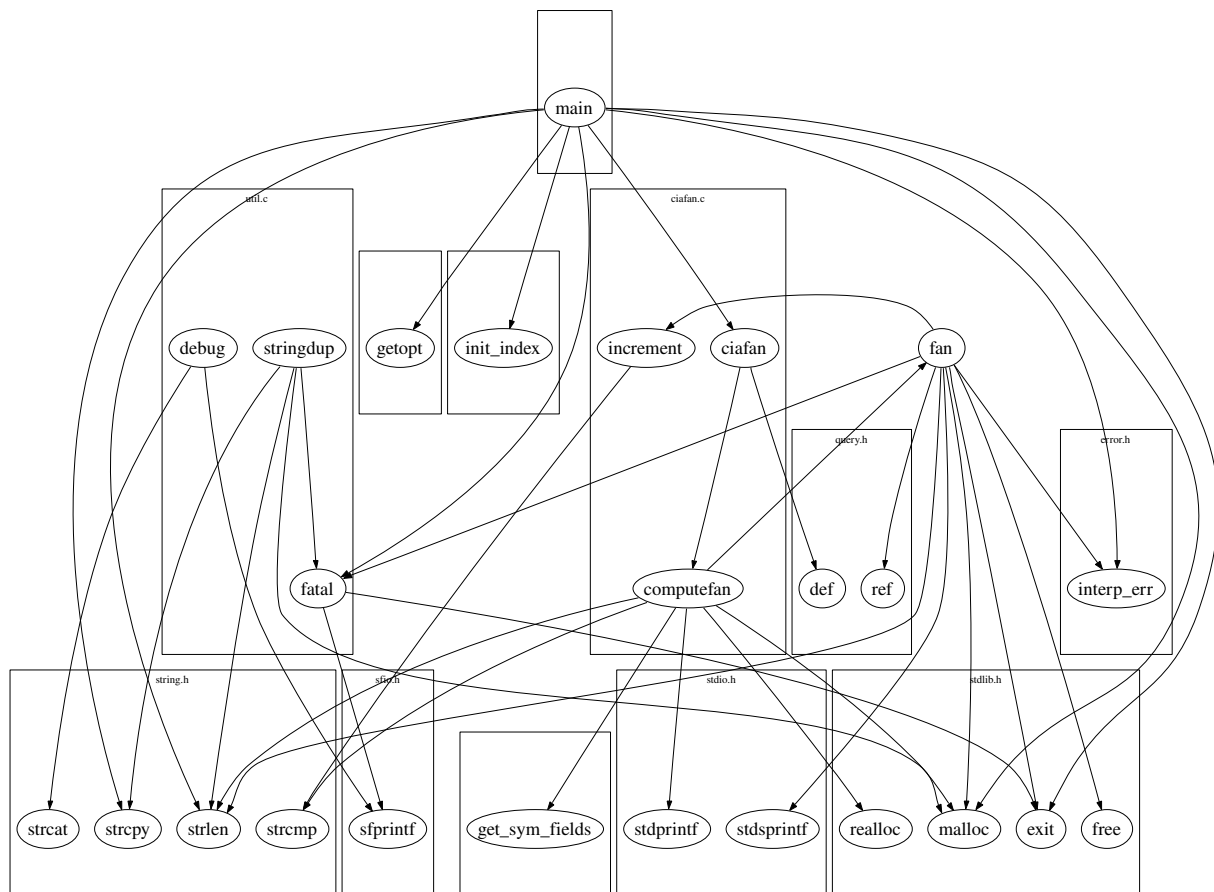 main
util.c
ciafan.c
debug
stringdup
getopt
init_index
increment
ciafan
fan
query.h
error.h
fatal
computefan
def
ref
interp_err
string.h
sfio.h
stdio.h
stdlib.h
strcat
strcpy
strlen
strcmp
sfprintf
get_sym_fields
stdprintf
stdsprintf
realloc
malloc
exit
free